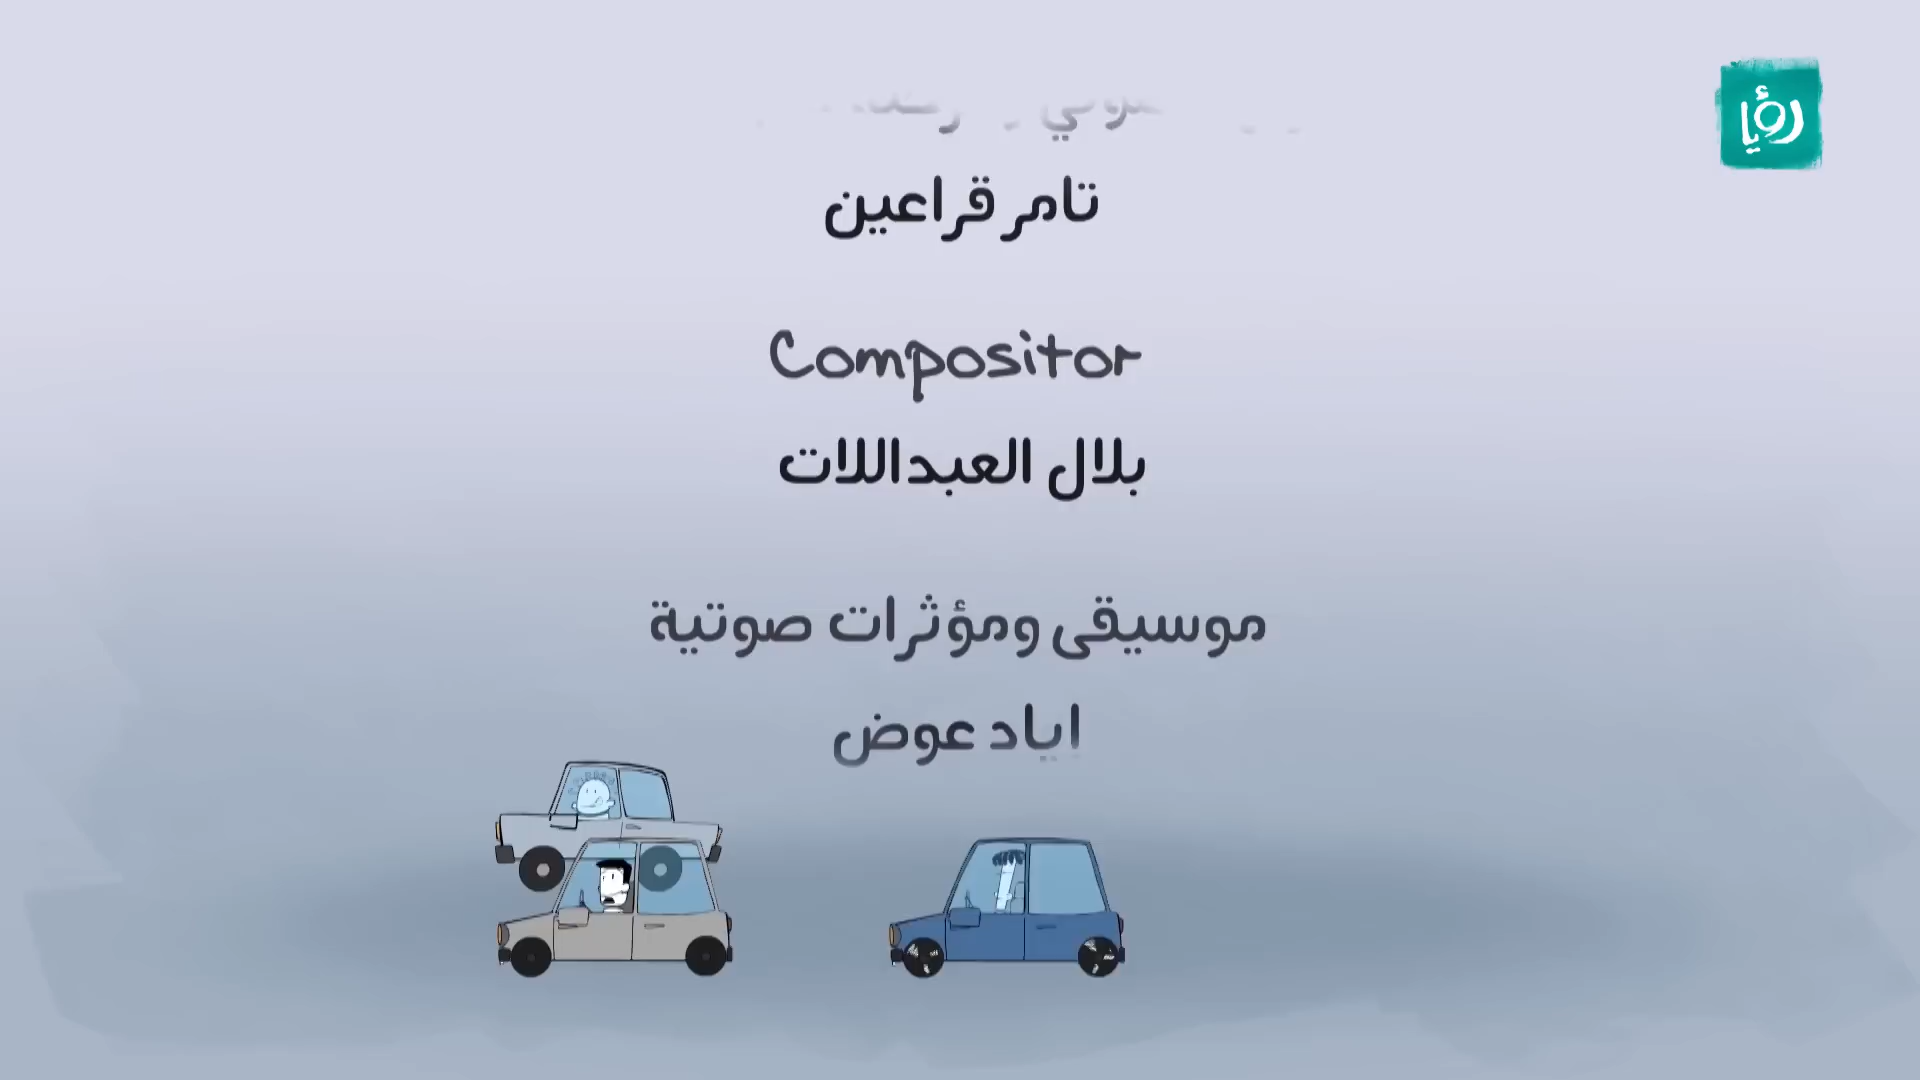 رؤيا
تامر قراعين
Compositor
بلال العبداللات
موسيقى ومؤثرات صوتية
اياد عوض